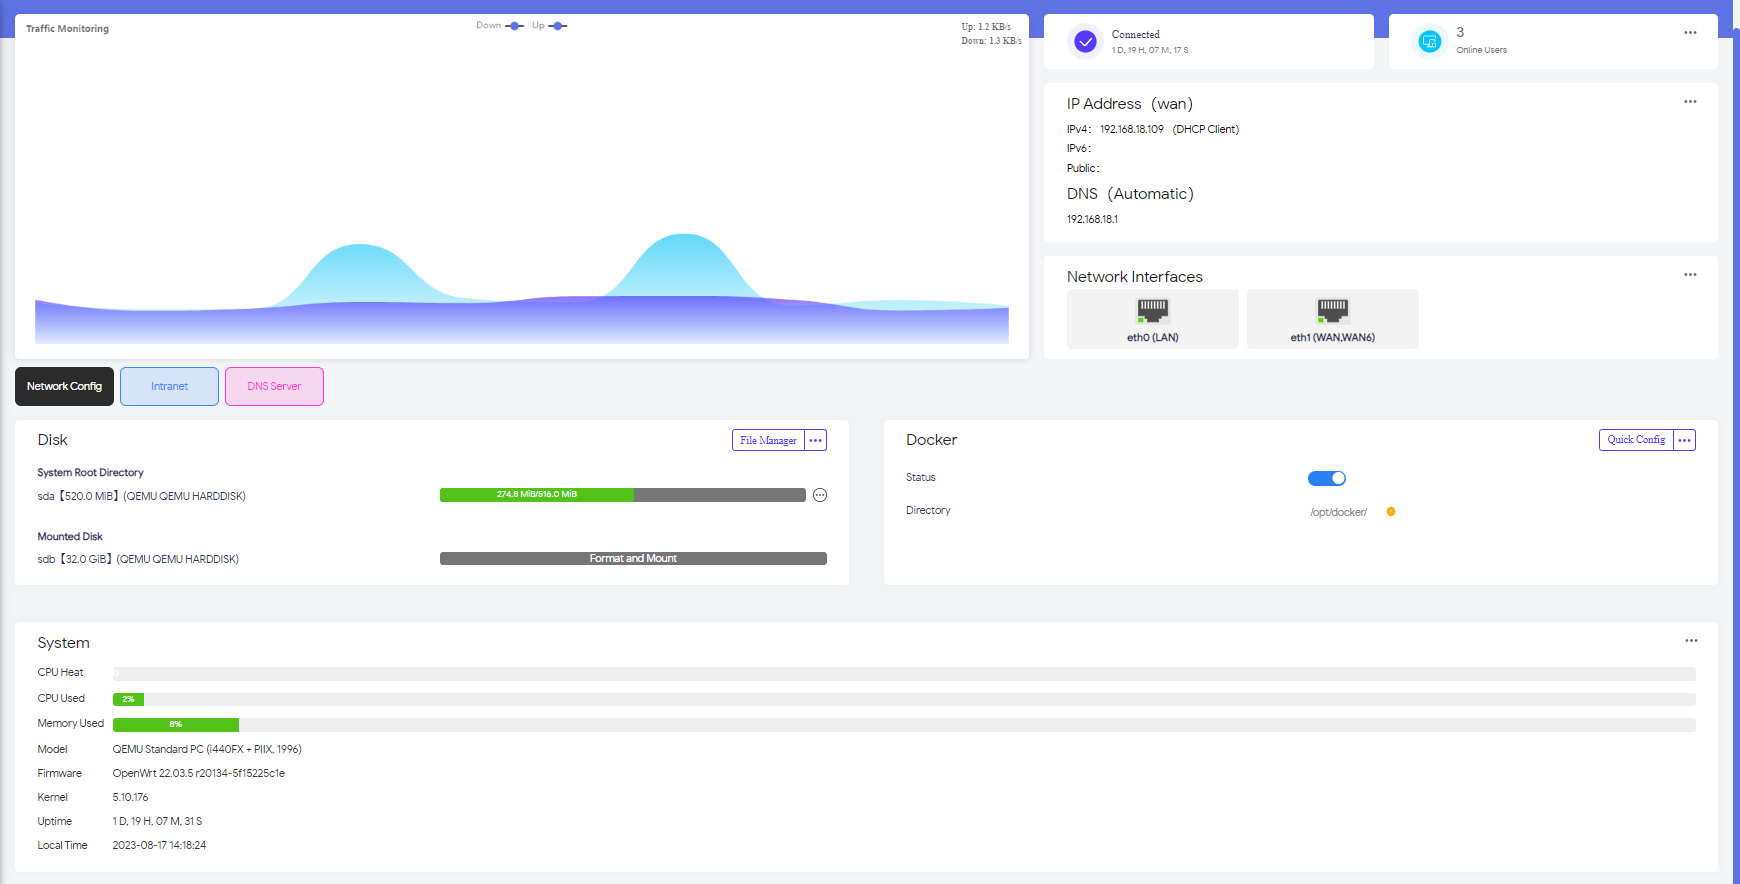 Traffic Monitoring
Down Up
Up: 1.2 KB/s
Down: 1.3 KB/s
Connected
1 D, 19 H, 07 M, 17 S
3
Online Users
IP Address（wan）
IPv4： 192.168.18.109 (DHCP Client)
IPv6：
Public：
DNS（Automatic）
192.168.18.1
Network Interfaces
eth0 (LAN)
eth1 (WAN,WAN6)
Network Config
Intranet
DNS Server
Disk
File Manager
System Root Directory
sda【520.0 MiB】(QEMU QEMU HARDDISK)
274.8 MiB/516.0 MiB
Mounted Disk
sdb【32.0 GiB】(QEMU QEMU HARDDISK)
Format and Mount
Docker
Quick Config
Status
Directory
/opt/docker/
System
CPU Heat
CPU Used
2%
Memory Used
8%
Model QEMU Standard PC (i440FX + PIIX, 1996)
Firmware OpenWrt 22.03.5 r20134-5f15225c1e
Kernel 5.10.176
Uptime 1 D, 19 H, 07 M, 31 S
Local Time 2023-08-17 14:18:24